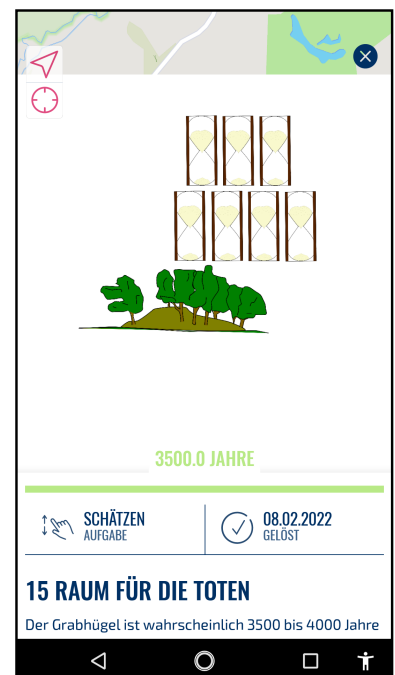 3500.0 JAHRE
SCHÄTZEN
AUFGABE
08.02.2022
GELÖST
15 RAUM FÜR DIE TOTEN
Der Grabhügel ist wahrscheinlich 3500 bis 4000 Jahre